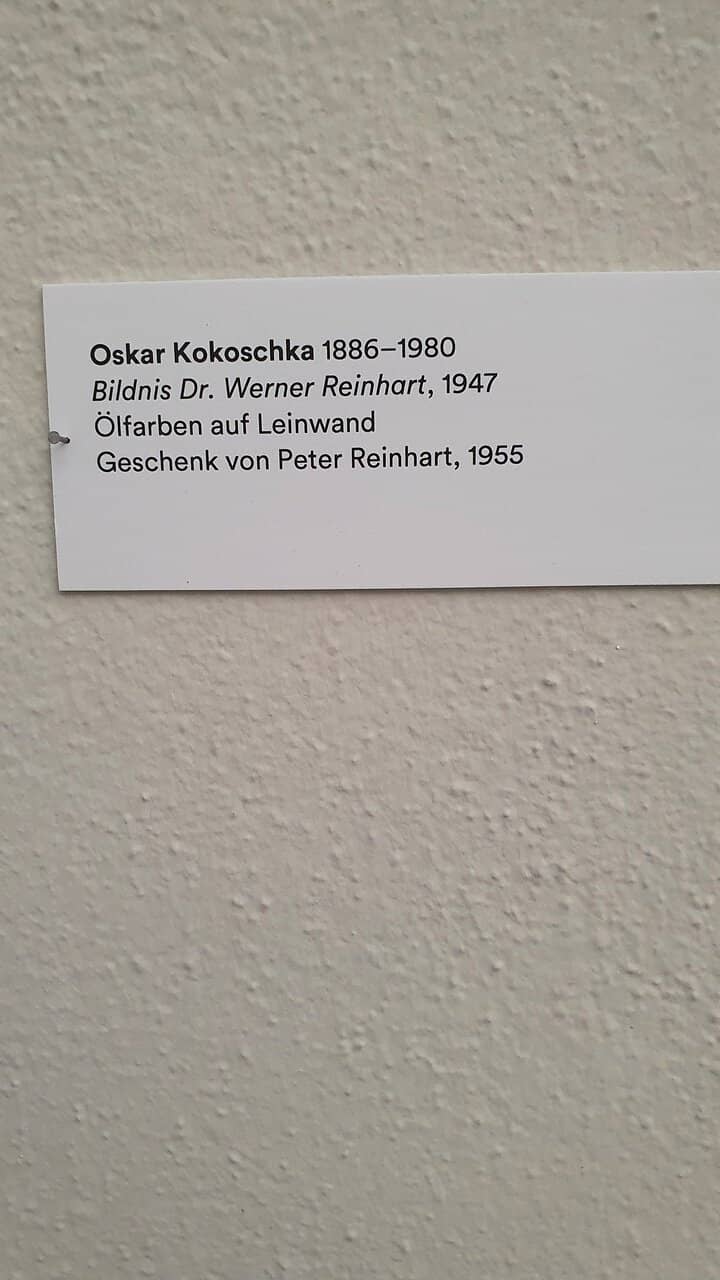 Oskar Kokoschka 1886–1980
Bildnis Dr. Werner Reinhart, 1947
Ölfarben auf Leinwand
Geschenk von Peter Reinhart, 1955